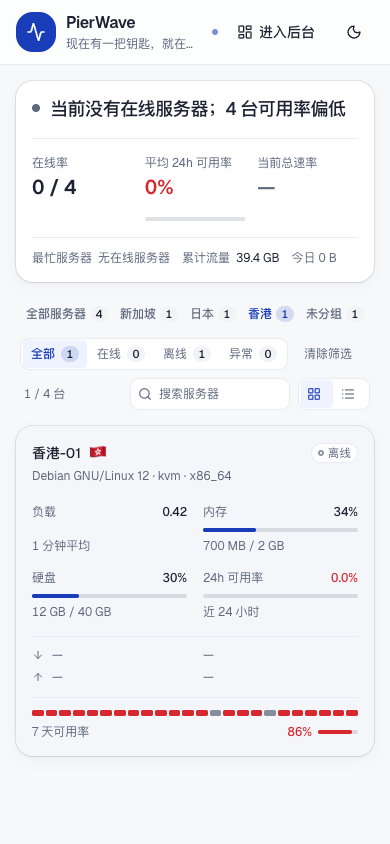 PierWave
现在有一把钥匙，就在…
进入后台
当前没有在线服务器；4 台可用率偏低
在线率
平均 24h 可用率
当前总速率
0 / 4
0%
—
最忙服务器 无在线服务器 累计流量 39.4 GB 今日 0 B
全部服务器 4 新加坡 1 日本 1 香港 1 未分组 1
全部 1 在线 0 离线 1 异常 0 清除筛选
1 / 4 台
搜索服务器
香港-01
离线
Debian GNU/Linux 12 · kvm · x86_64
负载 0.42
内存 34%
1 分钟平均
700 MB / 2 GB
硬盘 30%
24h 可用率 0.0%
12 GB / 40 GB
近 24 小时
↓ — —
↑ — —
7 天可用率 86%